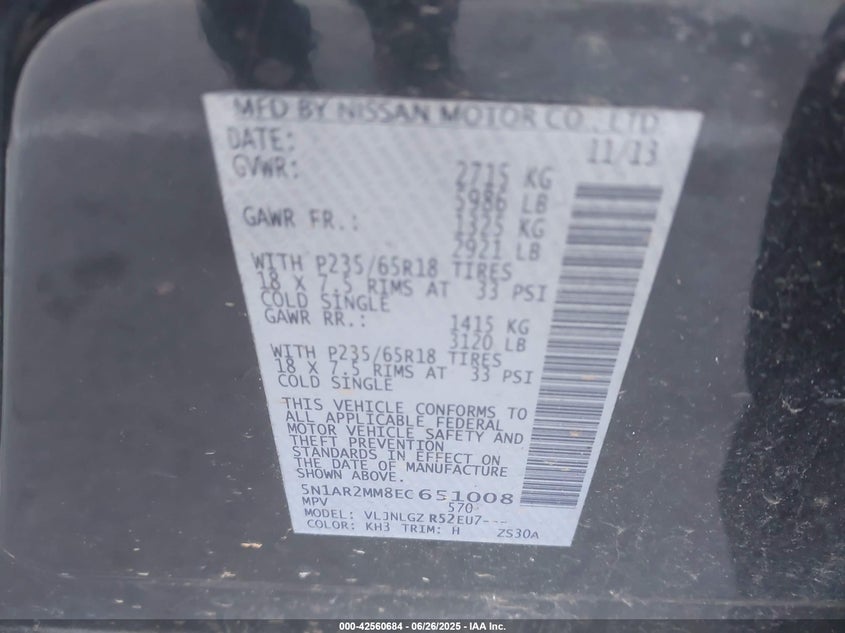 MFD BY NISSAN MOTOR CO., LTD
DATE: 11/13
GVWR: 2715 KG
5986 LB
GAWR FR.: 1325 KG
2921 LB
WITH P235/65R18 TIRES
18 X 7.5 RIMS AT 33 PSI
COLD SINGLE
GAWR RR.: 1415 KG
3120 LB
WITH P235/65R18 TIRES
18 X 7.5 RIMS AT 33 PSI
COLD SINGLE
THIS VEHICLE CONFORMS TO
ALL APPLICABLE FEDERAL
MOTOR VEHICLE SAFETY AND
THEFT PREVENTION
STANDARDS IN EFFECT ON
THE DATE OF MANUFACTURE
SHOWN ABOVE.
5N1AR2MM8EC651008
MPV 570
MODEL: VLJNLGZ R52EU7---
COLOR: KH3 TRIM: H ZS30A
000-42560684 - 06/26/2025 - IAA Inc.